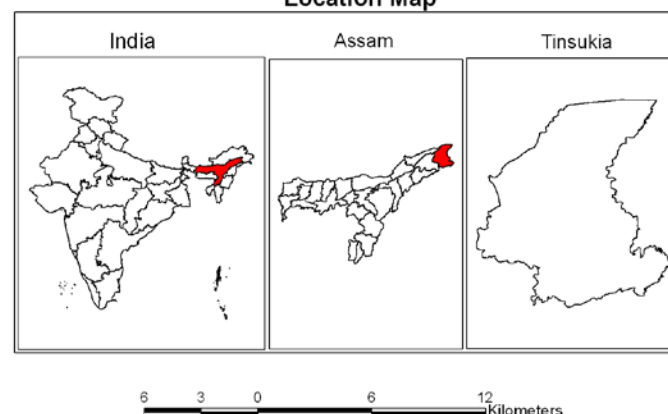 Location Map
India
Assam
Tinsukia
6 3 0 6 12
Kilometers